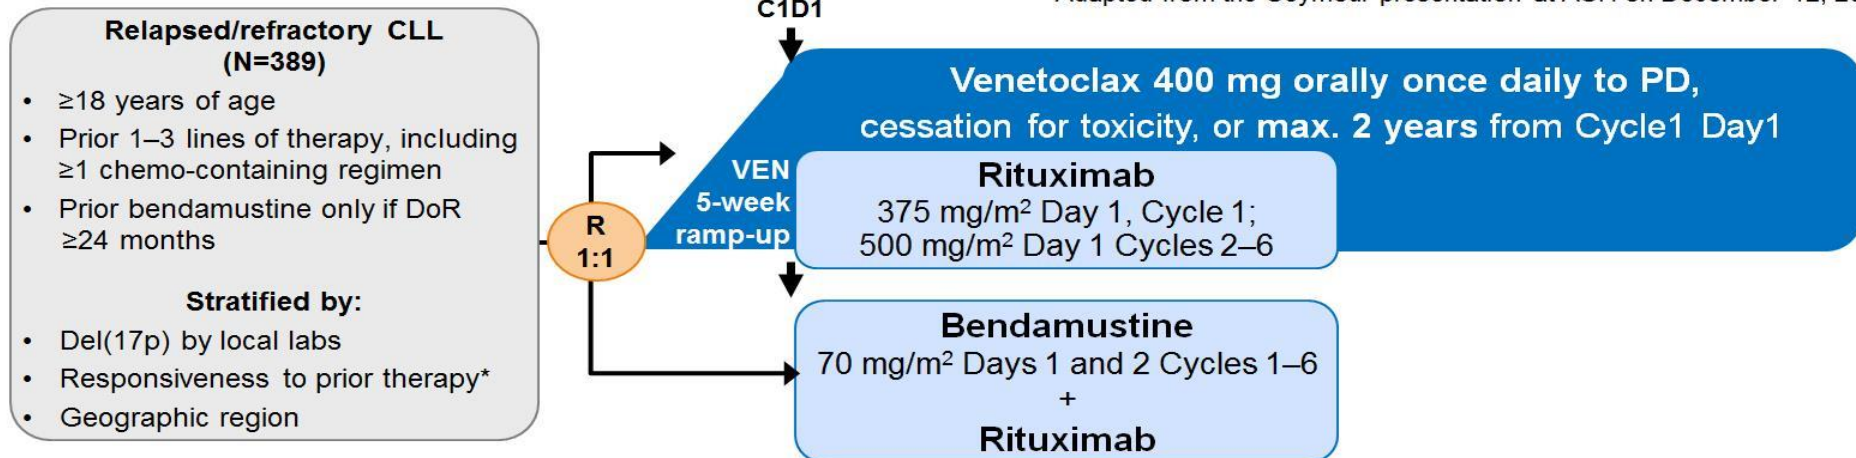 Relapsed/refractory CLL
(N=389)
• ≥18 years of age
• Prior 1–3 lines of therapy, including
≥1 chemo-containing regimen
• Prior bendamustine only if DoR
≥24 months
Stratified by:
• Del(17p) by local labs
• Responsiveness to prior therapy*
• Geographic region
R
1:1
C1D1
Venetoclax 400 mg orally once daily to PD,
cessation for toxicity, or max. 2 years from Cycle1 Day1
VEN
5-week
ramp-up
Rituximab
375 mg/m² Day 1, Cycle 1;
500 mg/m² Day 1 Cycles 2–6
Bendamustine
70 mg/m² Days 1 and 2 Cycles 1–6
+
Rituximab